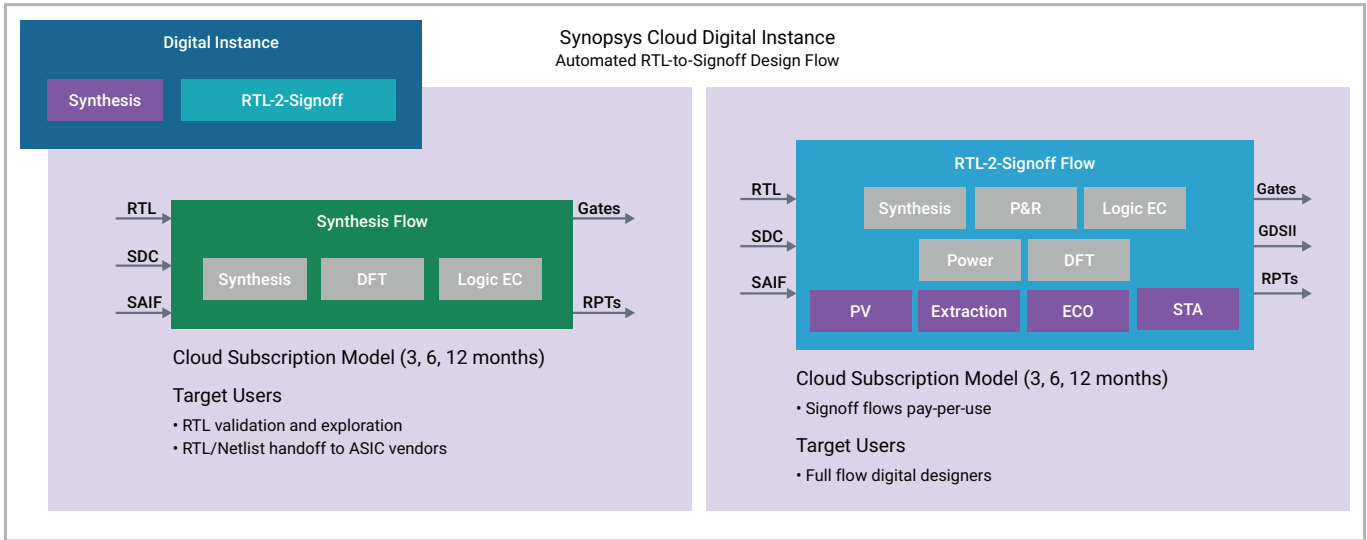 Synopsys Cloud Digital Instance
Automated RTL-to-Signoff Design Flow
Digital Instance
Synthesis
RTL-2-Signoff
RTL
SDC
SAIF
Synthesis Flow
Synthesis
DFT
Logic EC
Gates
RPTs
Cloud Subscription Model (3, 6, 12 months)
Target Users
• RTL validation and exploration
• RTL/Netlist handoff to ASIC vendors
RTL
SDC
SAIF
RTL-2-Signoff Flow
Synthesis
P&R
Logic EC
Power
DFT
PV
Extraction
ECO
STA
Gates
GDSII
RPTs
Cloud Subscription Model (3, 6, 12 months)
• Signoff flows pay-per-use
Target Users
• Full flow digital designers